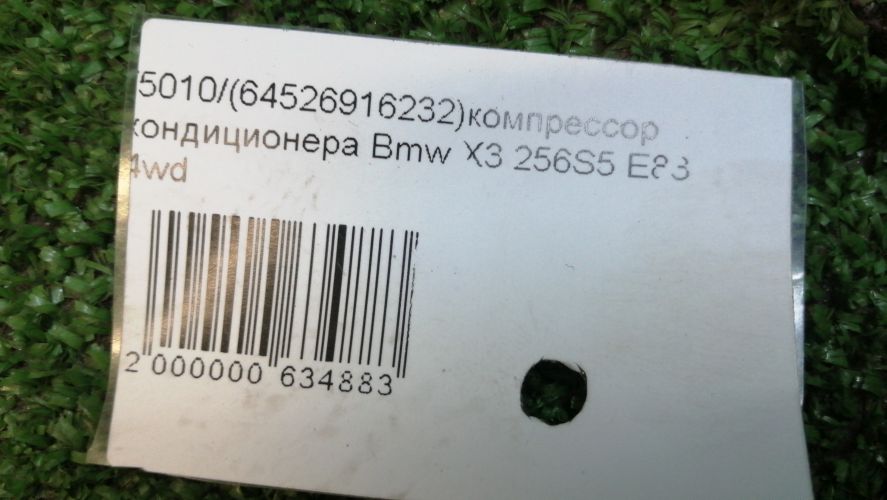 5010/(64526916232)компрессор
кондиционера Bmw X3 256S5 E83
4wd
2 000000 634883